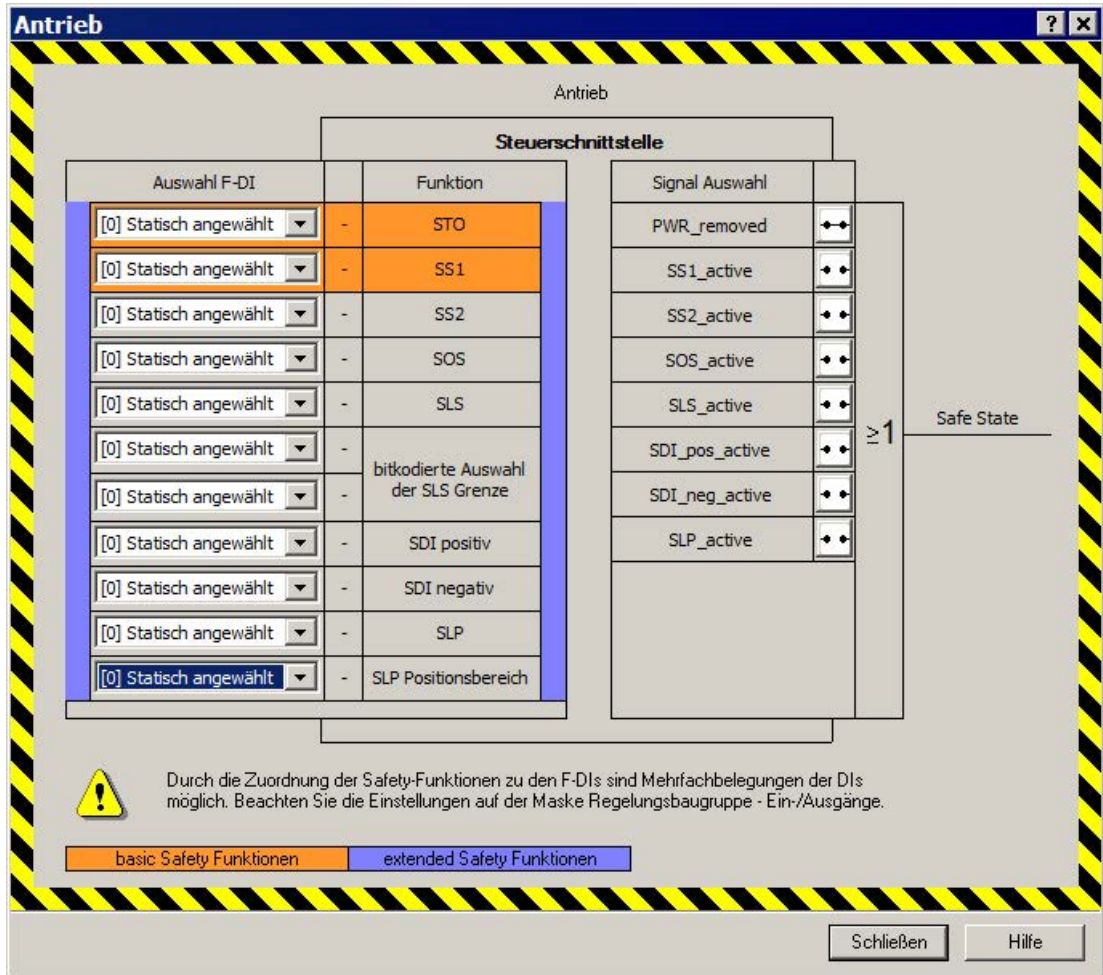 Antrieb
Antrieb
Steuerschnittstelle
Auswahl F-DI
Funktion
Signal Auswahl
[0] Statisch angewählt - STO
[0] Statisch angewählt - SS1
[0] Statisch angewählt - SS2
[0] Statisch angewählt - SOS
[0] Statisch angewählt - SLS
[0] Statisch angewählt -
[0] Statisch angewählt -
bitkodierte Auswahl
der SLS Grenze
[0] Statisch angewählt - SDI positiv
[0] Statisch angewählt - SDI negativ
[0] Statisch angewählt - SLP
[0] Statisch angewählt - SLP Positionsbereich
PWR_removed
SS1_active
SS2_active
SOS_active
SLS_active
SDI_pos_active
SDI_neg_active
SLP_active
≥1
Safe State
Durch die Zuordnung der Safety-Funktionen zu den F-DIs sind Mehrfachbelegungen der DIs
möglich. Beachten Sie die Einstellungen auf der Maske Regelungsbaugruppe - Ein-/Ausgänge.
basic Safety Funktionen
extended Safety Funktionen
Schließen
Hilfe